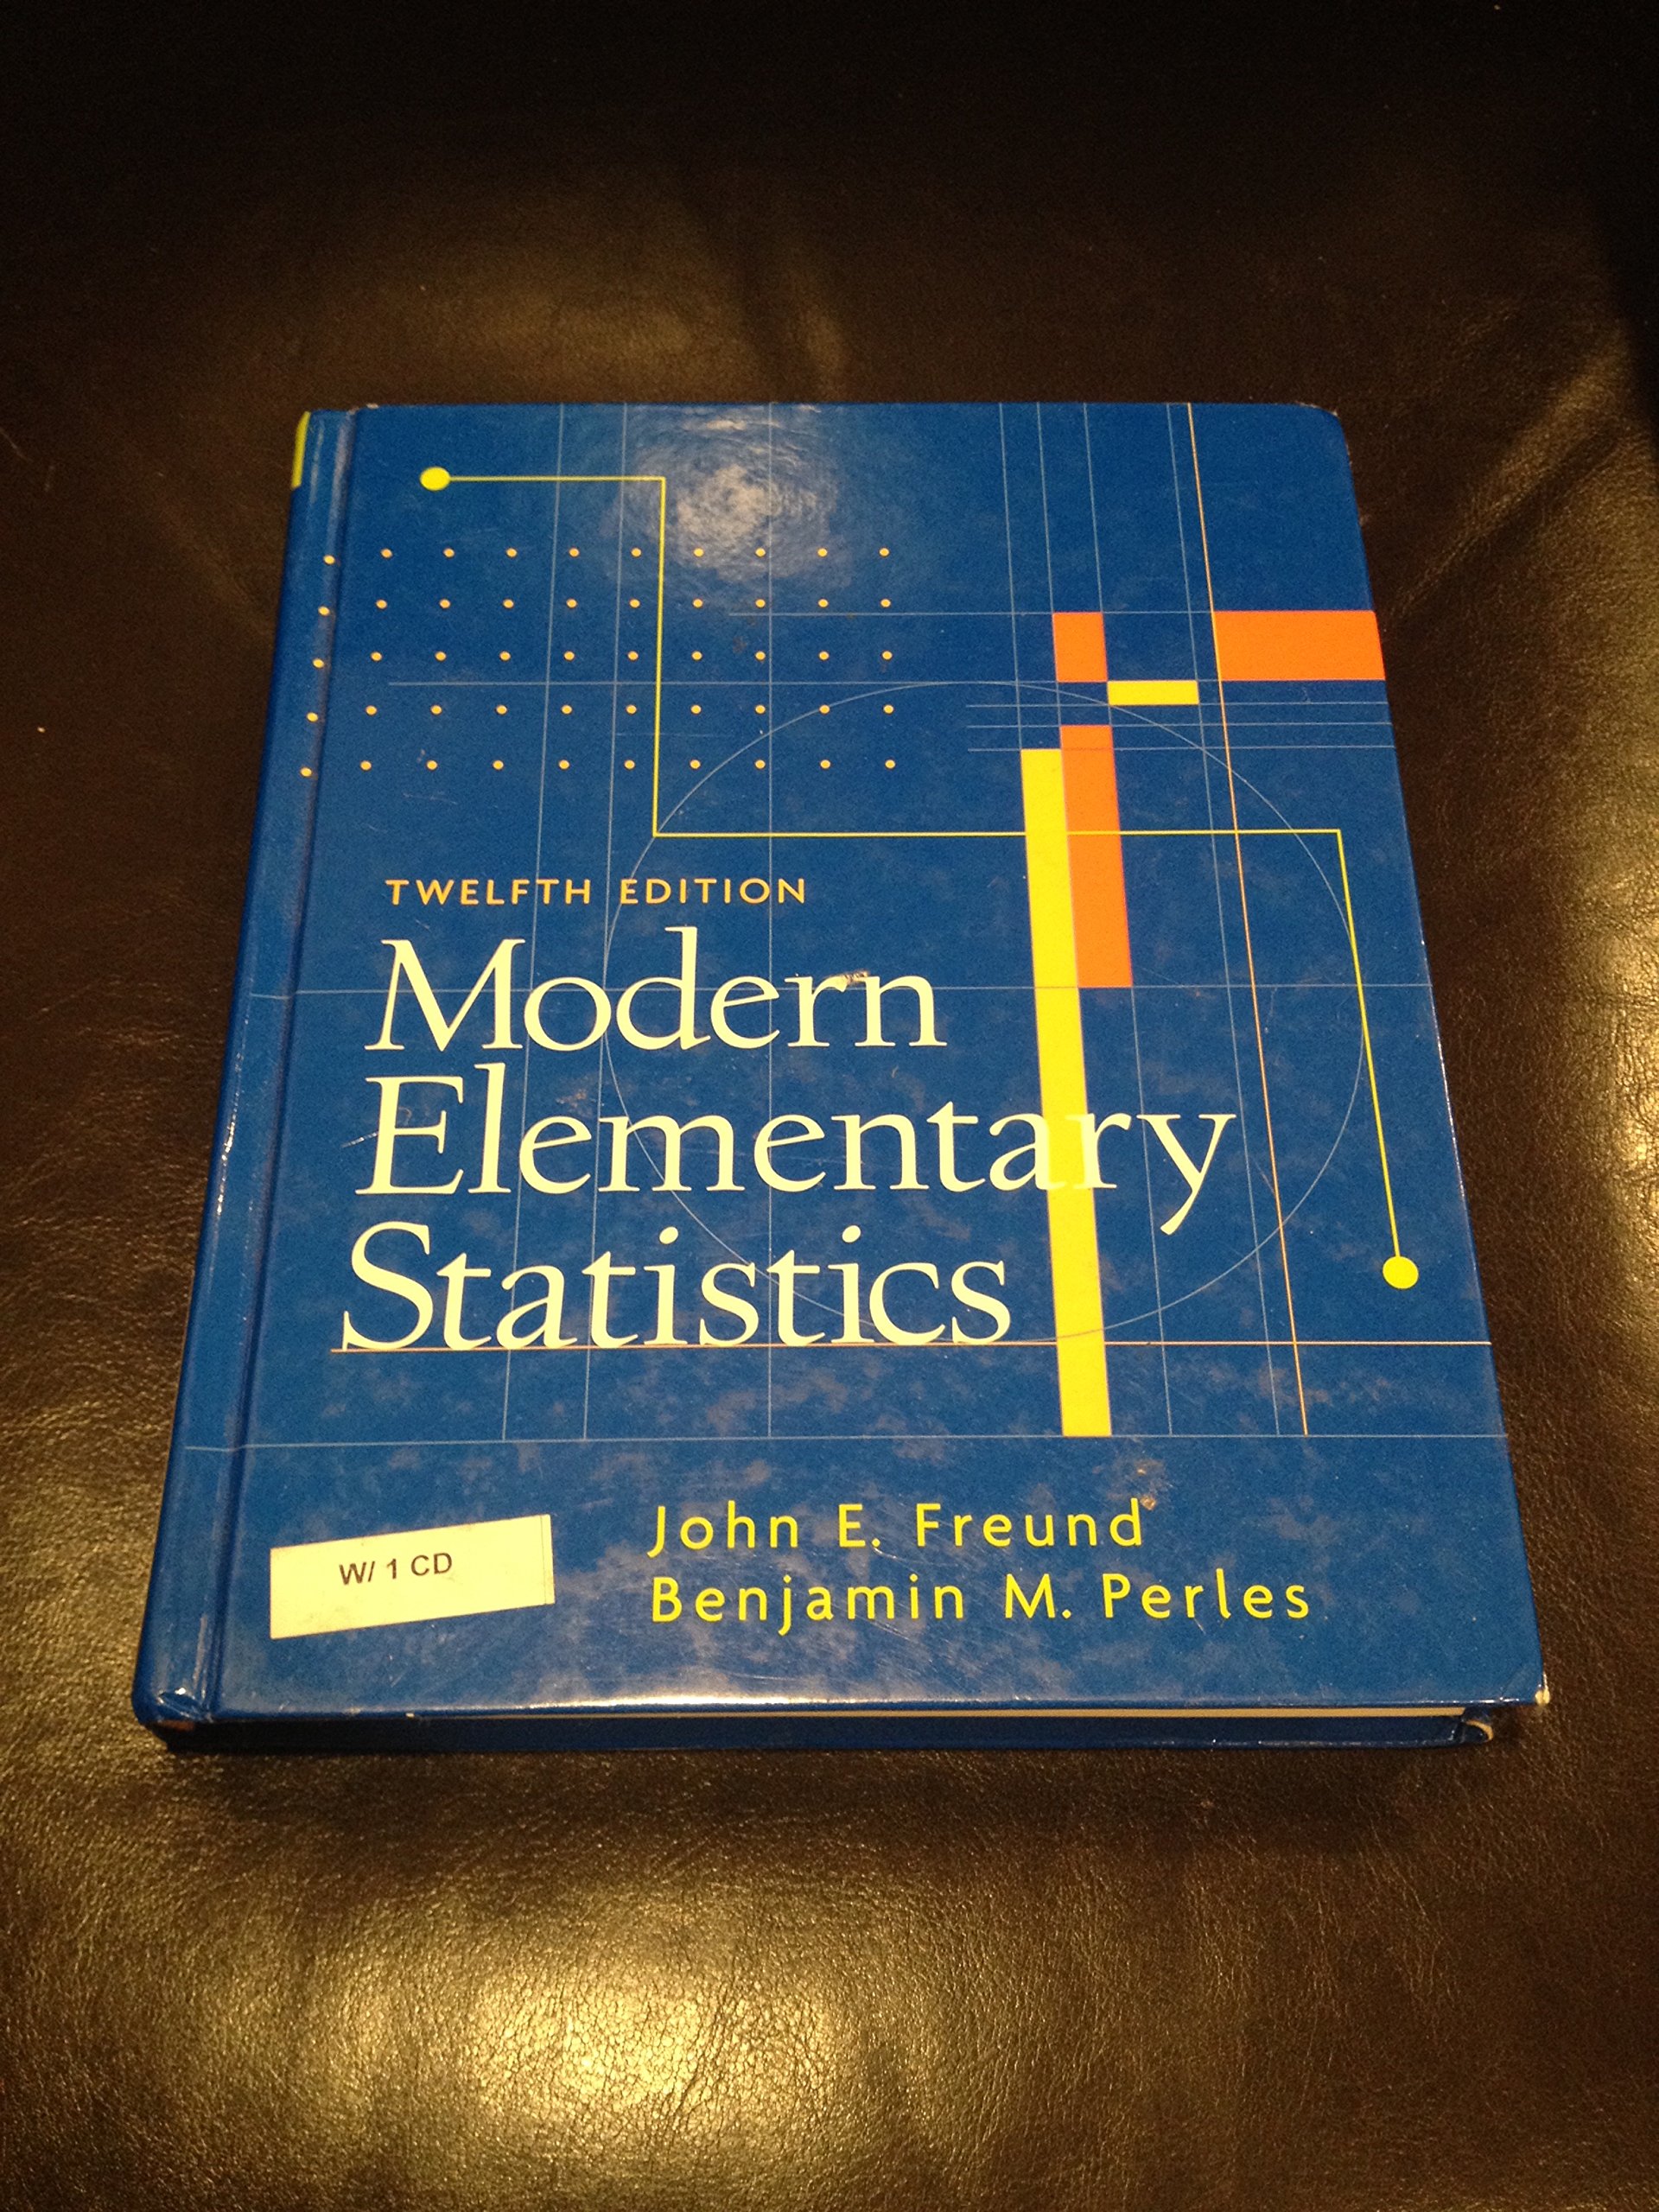 TWELFTH EDITION
Modern
Elementary
Statistics
John E. Freund
Benjamin M. Perles
W/ 1 CD